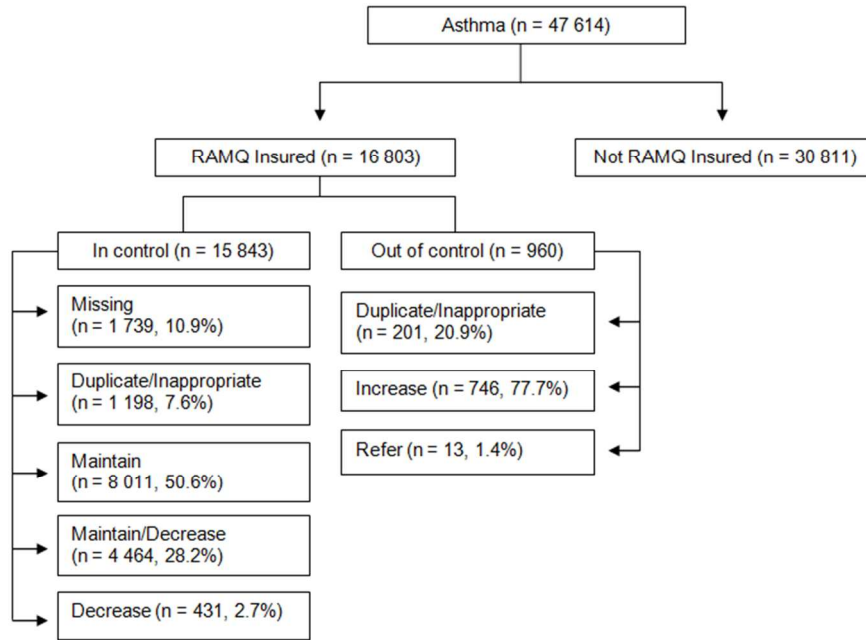 Asthma (n = 47 614)
RAMQ Insured (n = 16 803)
Not RAMQ Insured (n = 30 811)
In control (n = 15 843)
Out of control (n = 960)
Missing
(n = 1 739, 10.9%)
Duplicate/Inappropriate
(n = 1 198, 7.6%)
Maintain
(n = 8 011, 50.6%)
Maintain/Decrease
(n = 4 464, 28.2%)
Decrease (n = 431, 2.7%)
Duplicate/Inappropriate
(n = 201, 20.9%)
Increase (n = 746, 77.7%)
Refer (n = 13, 1.4%)